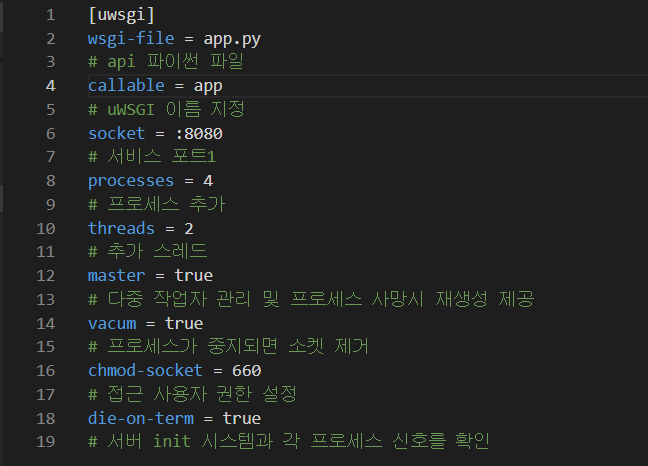 1 [uwsgi]
2 wsgi-file = app.py
3 # api 파이썬 파일
4 callable = app
5 # uWSGI 이름 지정
6 socket = :8080
7 # 서비스 포트1
8 processes = 4
9 # 프로세스 추가
10 threads = 2
11 # 추가 스레드
12 master = true
13 # 다중 작업자 관리 및 프로세스 사망시 재생성 제공
14 vacum = true
15 # 프로세스가 중지되면 소켓 제거
16 chmod-socket = 660
17 # 접근 사용자 권한 설정
18 die-on-term = true
19 # 서버 init 시스템과 각 프로세스 신호를 확인